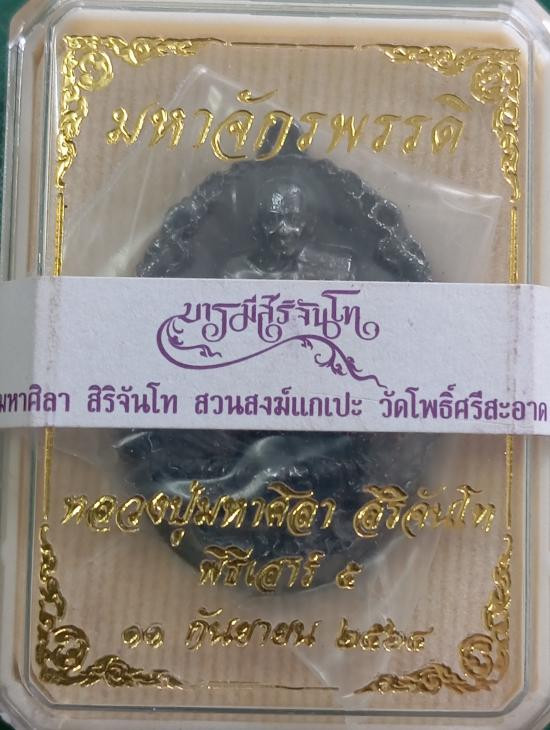 มหาจักรพรรดิ
บารมีสิริจันโท
มหาศิลา สิริจันโท สวนสงฆ์แกเปะ วัดโพธิ์ศรีสะอาด
หลวงปู่มหาศิลา สิริจันโท
พิธีเสาร์ ๕
๑๑ กันยายน ๒๕๖๔